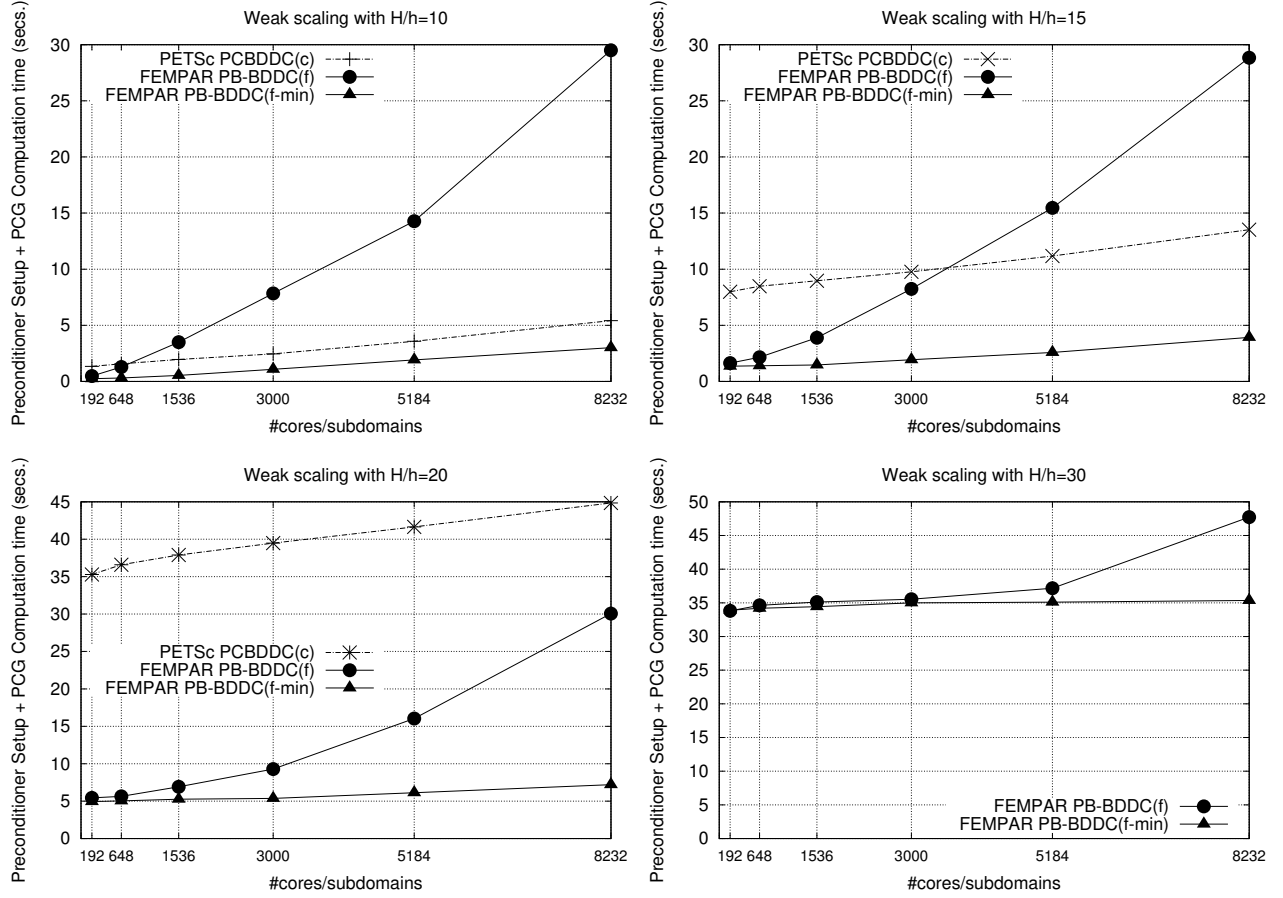 Weak scaling with H/h=10
Preconditioner Setup + PCG Computation time (secs.)
30
25
20
15
10
5
0
PETSc PCBDDC(c)
FEMPAR PB-BDDC(f)
FEMPAR PB-BDDC(f-min)
192 648 1536 3000 5184 8232
#cores/subdomains
Weak scaling with H/h=15
Preconditioner Setup + PCG Computation time (secs.)
30
25
20
15
10
5
0
PETSc PCBDDC(c)
FEMPAR PB-BDDC(f)
FEMPAR PB-BDDC(f-min)
192 648 1536 3000 5184 8232
#cores/subdomains
Weak scaling with H/h=20
Preconditioner Setup + PCG Computation time (secs.)
45
40
35
30
25
20
15
10
5
0
PETSc PCBDDC(c)
FEMPAR PB-BDDC(f)
FEMPAR PB-BDDC(f-min)
192 648 1536 3000 5184 8232
#cores/subdomains
Weak scaling with H/h=30
Preconditioner Setup + PCG Computation time (secs.)
50
45
40
35
30
25
20
15
10
5
0
FEMPAR PB-BDDC(f)
FEMPAR PB-BDDC(f-min)
192 648 1536 3000 5184 8232
#cores/subdomains